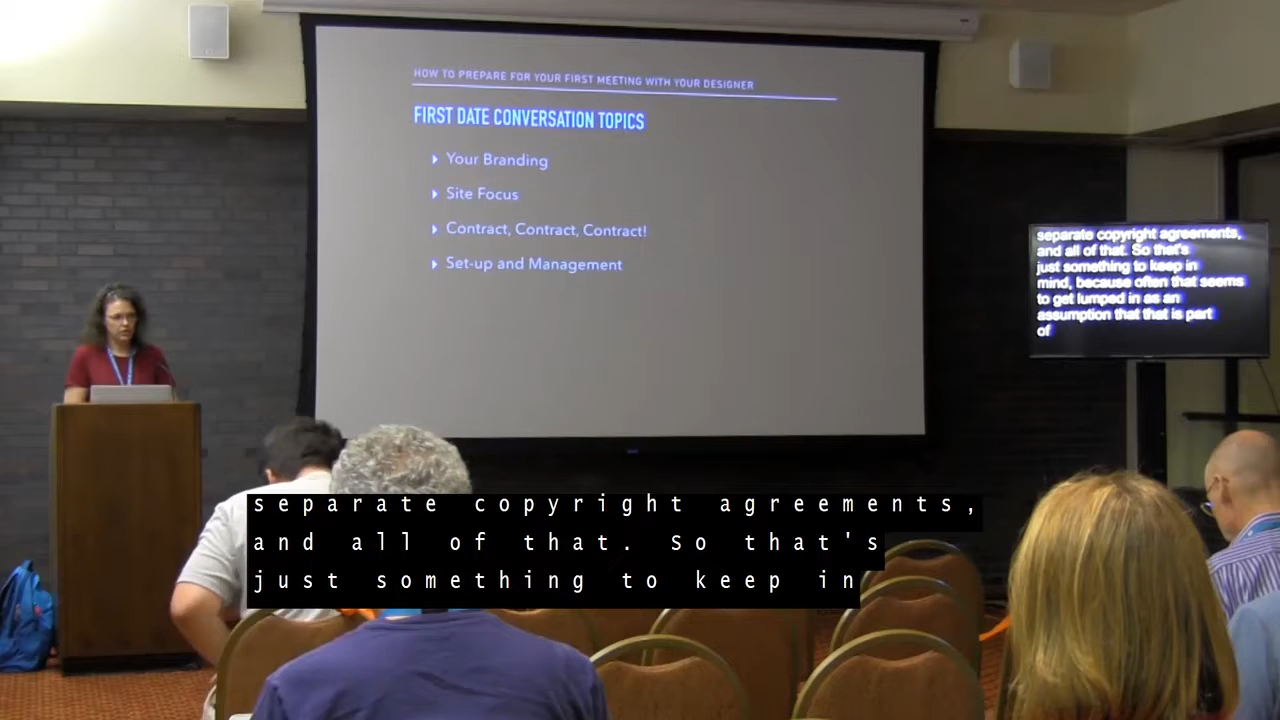 HOW TO PREPARE FOR YOUR FIRST MEETING WITH YOUR DESIGNER
FIRST DATE CONVERSATION TOPICS
Your Branding
Site Focus
Contract, Contract, Contract!
Set-up and Management
separate copyright agreements,
and all of that. So that's
just something to keep in
mind, because often that seems
to get lumped in as an
assumption that that is part
of
separate copyright agreements,
and all of that. So that's
just something to keep in